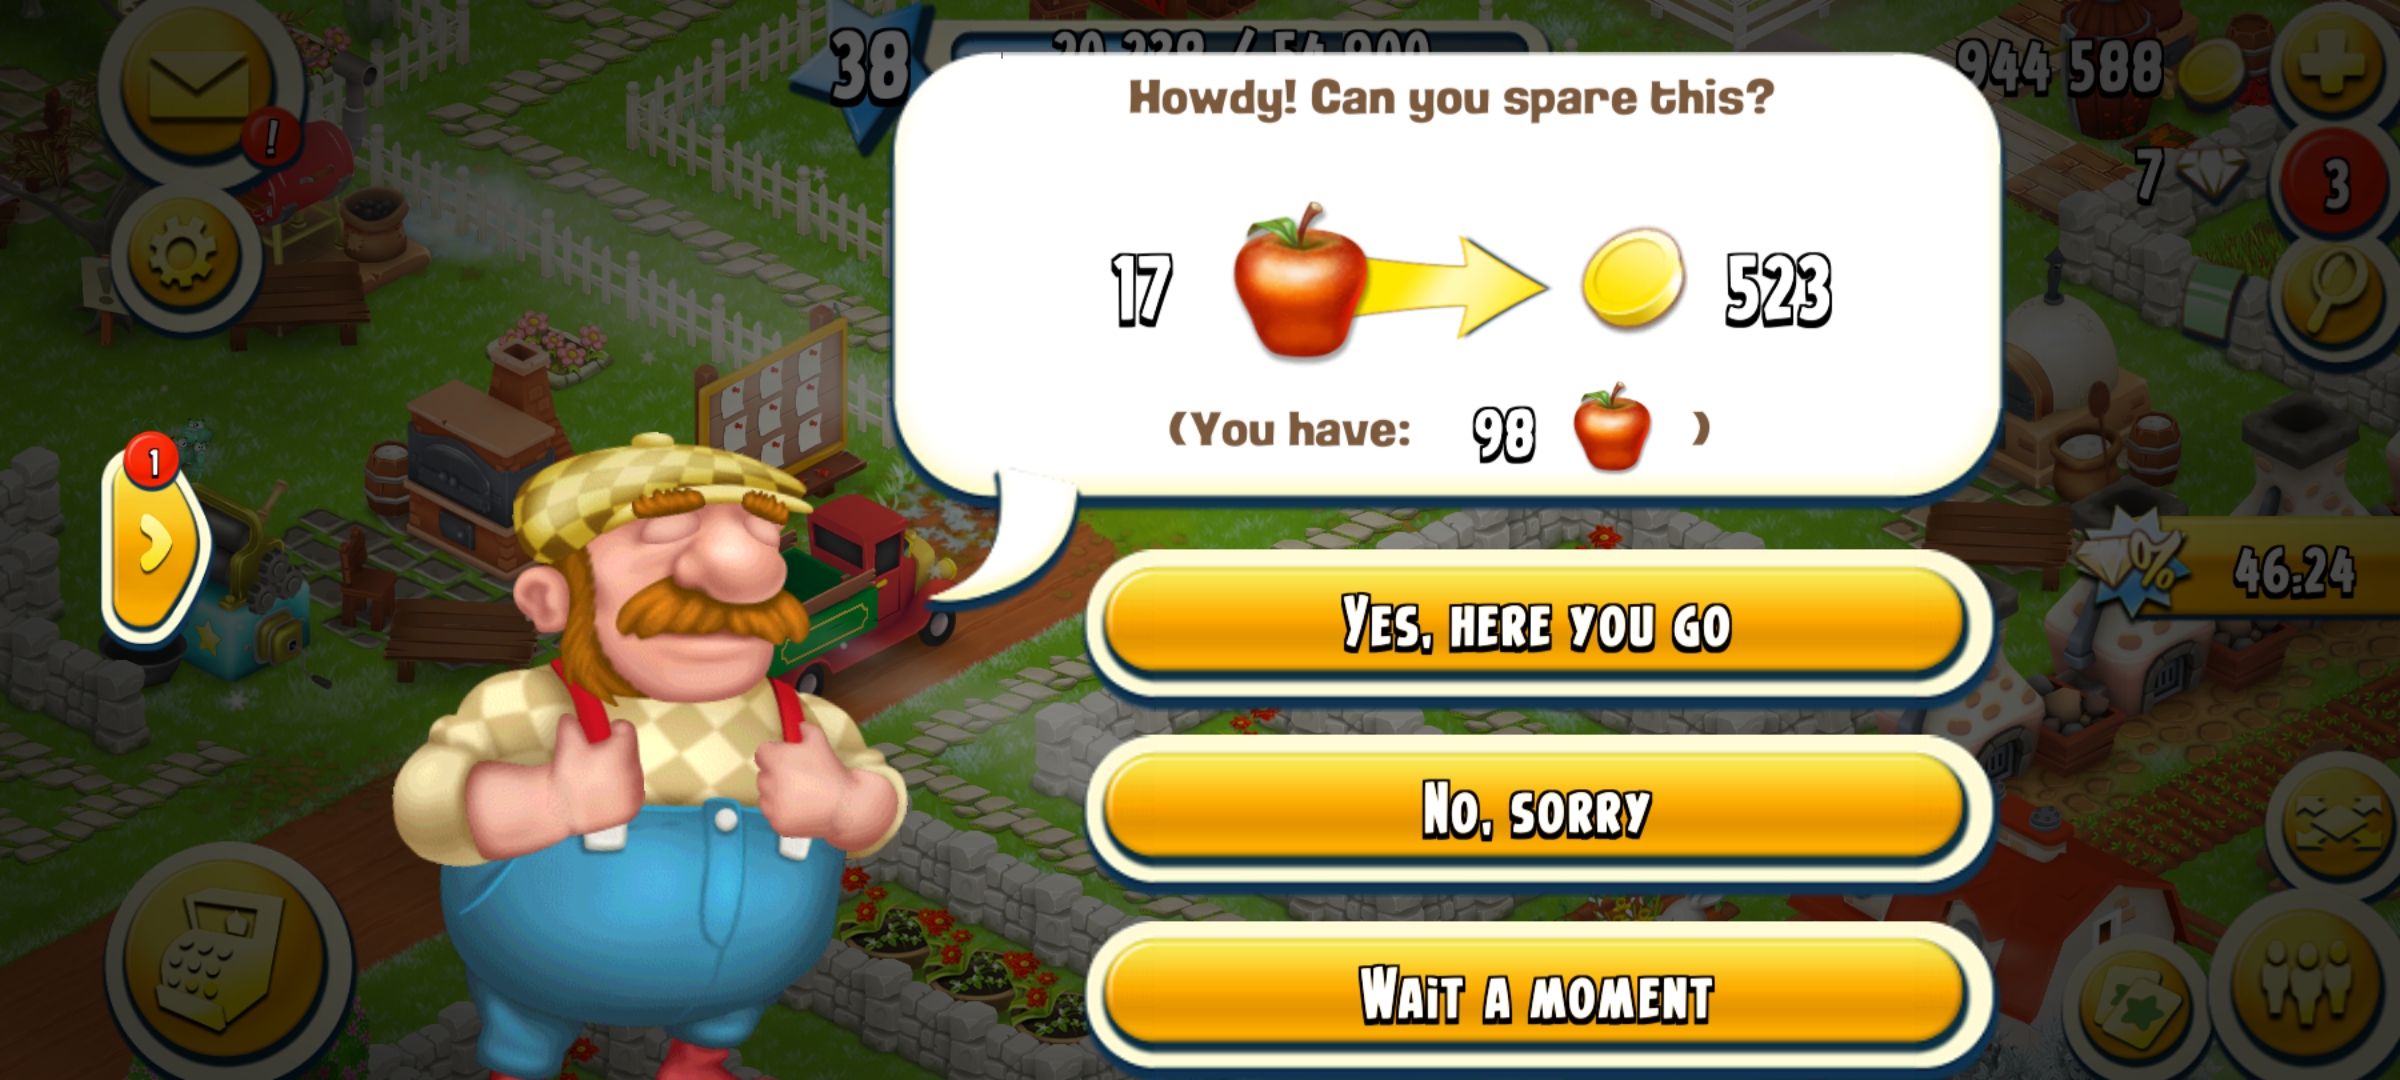 38
944 588
Howdy! Can you spare this?
!
7
3
17
523
(You have: 98 )
1
0%
46:24
Yes, here you go
No, sorry
Wait a moment